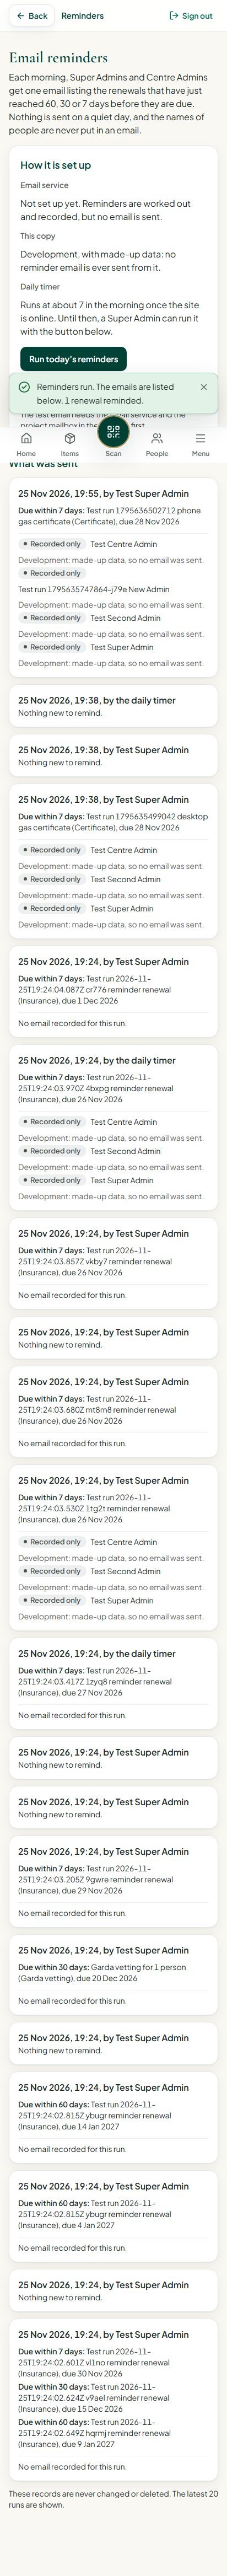 Back
Reminders
Sign out
Email reminders
Each morning, Super Admins and Centre Admins
get one email listing the renewals that have just
reached 60, 30 or 7 days before they are due.
Nothing is sent on a quiet day, and the names of
people are never put in an email.
How it is set up
Email service
Not set up yet. Reminders are worked out
and recorded, but no email is sent.
This copy
Development, with made-up data: no
reminder email is ever sent from it.
Daily timer
Runs at about 7 in the morning once the site
is online. Until then, a Super Admin can run it
with the button below.
Run today's reminders
Reminders run. The emails are listed
below. 1 renewal reminded.
The test email needs the email service and the
project mailbox in the
first
Home
Items
Scan
People
Menu
What was sent
25 Nov 2026, 19:55, by Test Super Admin
Due within 7 days: Test run 1795636502712 phone
gas certificate (Certificate), due 28 Nov 2026
Recorded only Test Centre Admin
Development: made-up data, so no email was sent.
Recorded only
Test run 1795635747864-j79e New Admin
Development: made-up data, so no email was sent.
Recorded only Test Second Admin
Development: made-up data, so no email was sent.
Recorded only Test Super Admin
Development: made-up data, so no email was sent.
25 Nov 2026, 19:38, by the daily timer
Nothing new to remind.
25 Nov 2026, 19:38, by Test Super Admin
Nothing new to remind.
25 Nov 2026, 19:38, by Test Super Admin
Due within 7 days: Test run 1795635499042 desktop
gas certificate (Certificate), due 28 Nov 2026
Recorded only Test Centre Admin
Development: made-up data, so no email was sent.
Recorded only Test Second Admin
Development: made-up data, so no email was sent.
Recorded only Test Super Admin
Development: made-up data, so no email was sent.
25 Nov 2026, 19:24, by Test Super Admin
Due within 7 days: Test run 2026-11-
25T19:24:04.087Z cr776 reminder renewal
(Insurance), due 1 Dec 2026
No email recorded for this run.
25 Nov 2026, 19:24, by the daily timer
Due within 7 days: Test run 2026-11-
25T19:24:03.970Z 4bxpg reminder renewal
(Insurance), due 26 Nov 2026
Recorded only Test Centre Admin
Development: made-up data, so no email was sent.
Recorded only Test Second Admin
Development: made-up data, so no email was sent.
Recorded only Test Super Admin
Development: made-up data, so no email was sent.
25 Nov 2026, 19:24, by Test Super Admin
Due within 7 days: Test run 2026-11-
25T19:24:03.857Z vkby7 reminder renewal
(Insurance), due 26 Nov 2026
No email recorded for this run.
25 Nov 2026, 19:24, by Test Super Admin
Nothing new to remind.
25 Nov 2026, 19:24, by Test Super Admin
Due within 7 days: Test run 2026-11-
25T19:24:03.680Z mt8m8 reminder renewal
(Insurance), due 26 Nov 2026
No email recorded for this run.
25 Nov 2026, 19:24, by Test Super Admin
Due within 7 days: Test run 2026-11-
25T19:24:03.530Z 1tg2t reminder renewal
(Insurance), due 26 Nov 2026
Recorded only Test Centre Admin
Development: made-up data, so no email was sent.
Recorded only Test Second Admin
Development: made-up data, so no email was sent.
Recorded only Test Super Admin
Development: made-up data, so no email was sent.
25 Nov 2026, 19:24, by the daily timer
Due within 7 days: Test run 2026-11-
25T19:24:03.417Z 1zyq8 reminder renewal
(Insurance), due 27 Nov 2026
No email recorded for this run.
25 Nov 2026, 19:24, by Test Super Admin
Nothing new to remind.
25 Nov 2026, 19:24, by Test Super Admin
Nothing new to remind.
25 Nov 2026, 19:24, by Test Super Admin
Due within 7 days: Test run 2026-11-
25T19:24:03.205Z 9gwre reminder renewal
(Insurance), due 29 Nov 2026
No email recorded for this run.
25 Nov 2026, 19:24, by Test Super Admin
Due within 30 days: Garda vetting for 1 person
(Garda vetting), due 20 Dec 2026
No email recorded for this run.
25 Nov 2026, 19:24, by Test Super Admin
Nothing new to remind.
25 Nov 2026, 19:24, by Test Super Admin
Due within 60 days: Test run 2026-11-
25T19:24:02.815Z ybugr reminder renewal
(Insurance), due 14 Jan 2027
No email recorded for this run.
25 Nov 2026, 19:24, by Test Super Admin
Due within 60 days: Test run 2026-11-
25T19:24:02.815Z ybugr reminder renewal
(Insurance), due 4 Jan 2027
No email recorded for this run.
25 Nov 2026, 19:24, by Test Super Admin
Nothing new to remind.
25 Nov 2026, 19:24, by Test Super Admin
Due within 7 days: Test run 2026-11-
25T19:24:02.601Z vl1no reminder renewal
(Insurance), due 30 Nov 2026
Due within 30 days: Test run 2026-11-
25T19:24:02.624Z v9ael reminder renewal
(Insurance), due 15 Dec 2026
Due within 60 days: Test run 2026-11-
25T19:24:02.649Z hqrmj reminder renewal
(Insurance), due 9 Jan 2027
No email recorded for this run.
These records are never changed or deleted. The latest 20
runs are shown.